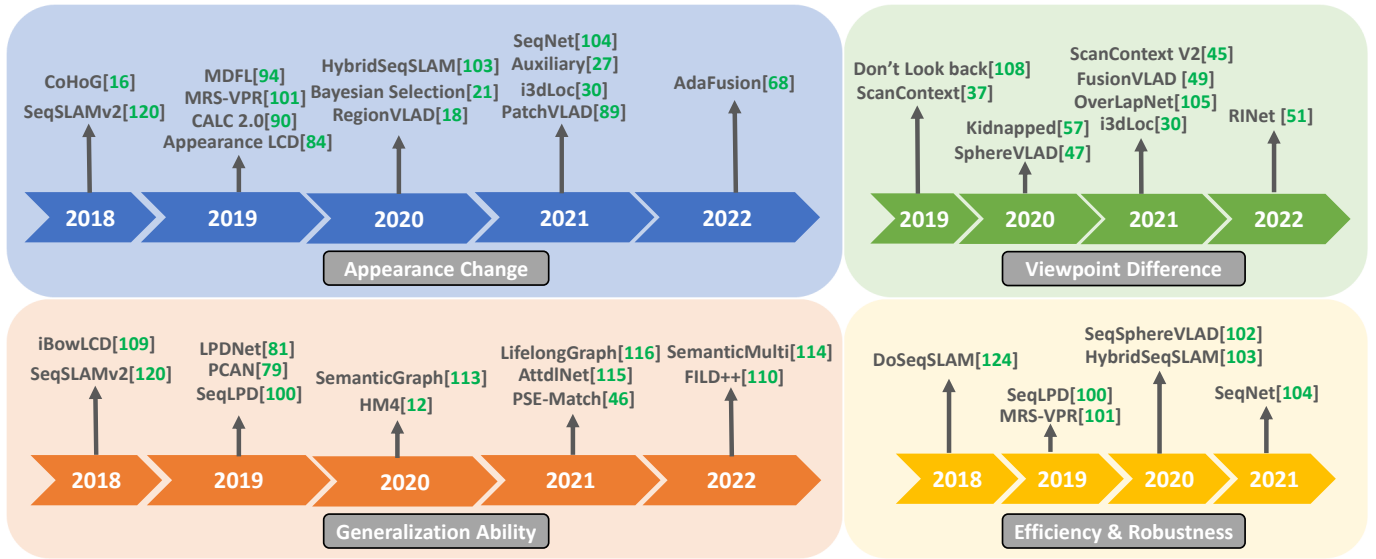 CoHoG[16]
SeqSLAMv2[120]
MDFL[94]
MRS-VPR[101]
CALC 2.0[90]
Appearance LCD[84]
HybridSeqSLAM[103]
Bayesian Selection[21]
RegionVLAD[18]
SeqNet[104]
Auxiliary[27]
i3dLoc[30]
PatchVLAD[89]
AdaFusion[68]
2018
2019
2020
2021
2022
Appearance Change
Don't Look back[108]
ScanContext[37]
Kidnapped[57]
SphereVLAD[47]
ScanContext V2[45]
FusionVLAD [49]
OverLapNet[105]
i3dLoc[30]
RINet [51]
2019
2020
2021
2022
Viewpoint Difference
iBowLCD[109]
SeqSLAMv2[120]
LPDNet[81]
PCAN[79]
SeqLPD[100]
SemanticGraph[113]
HM4[12]
LifelongGraph[116]
AttdlNet[115]
PSE-Match[46]
SemanticMulti[114]
FILD++[110]
2018
2019
2020
2021
2022
Generalization Ability
DoSeqSLAM[124]
SeqLPD[100]
MRS-VPR[101]
SeqSphereVLAD[102]
HybridSeqSLAM[103]
SeqNet[104]
2018
2019
2020
2021
Efficiency & Robustness